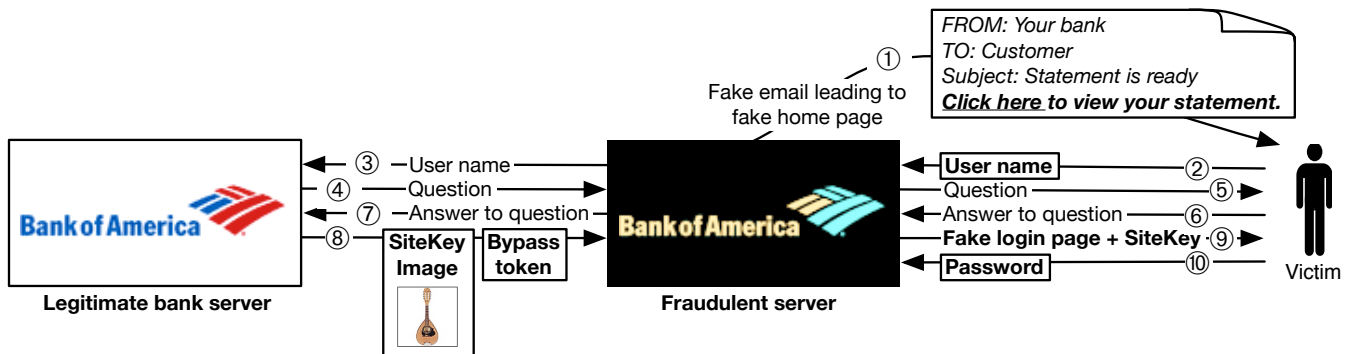 FROM: Your bank
TO: Customer
Subject: Statement is ready
Click here to view your statement.
①
Fake email leading to
fake home page
③ User name
④ Question
⑦ Answer to question
⑧
SiteKey
Image
Bypass
token
Bank of America
Legitimate bank server
Bank of America
Fraudulent server
User name ②
Question ⑤
Answer to question ⑥
Fake login page + SiteKey ⑨
Password ⑩
Victim